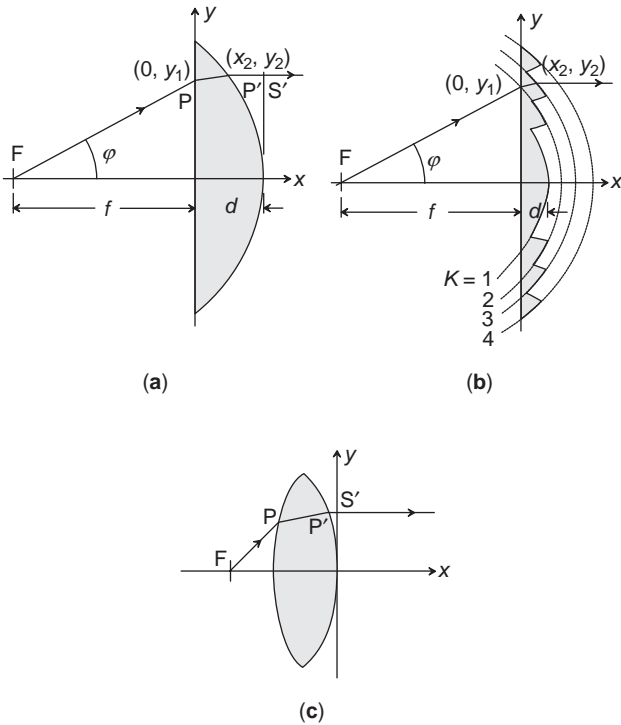 y
(x₂, y₂)
(0, y₁)
P
P′
S′
F
φ
x
f
d
(a)
y
(x₂, y₂)
(0, y₁)
F
φ
x
f
d
K = 1
2
3
4
(b)
y
S′
P
P′
F
x
(c)